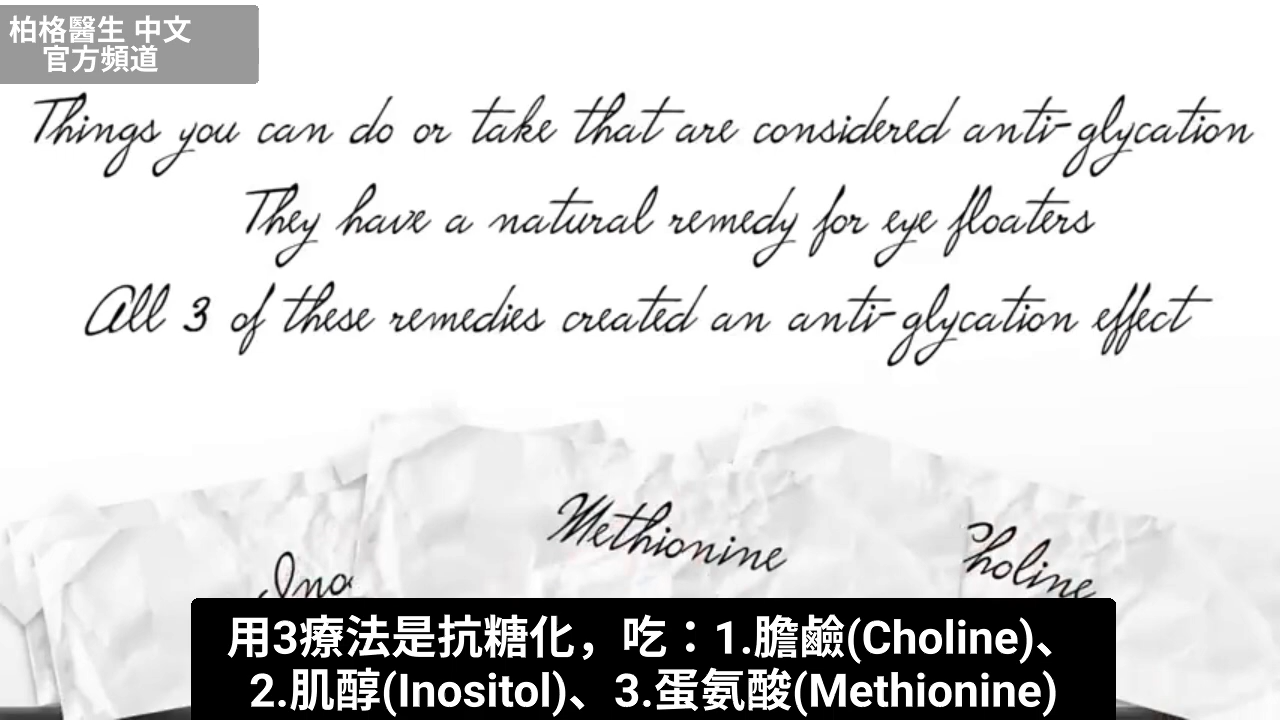 柏格醫生 中文
官方頻道
Things you can do or take that are considered anti-glycation
They have a natural remedy for eye floaters
All 3 of these remedies created an anti-glycation effect
Methionine
Choline
Ino
用3療法是抗糖化，吃：1.膽鹼(Choline)、
2.肌醇(Inositol)、3.蛋氨酸(Methionine)